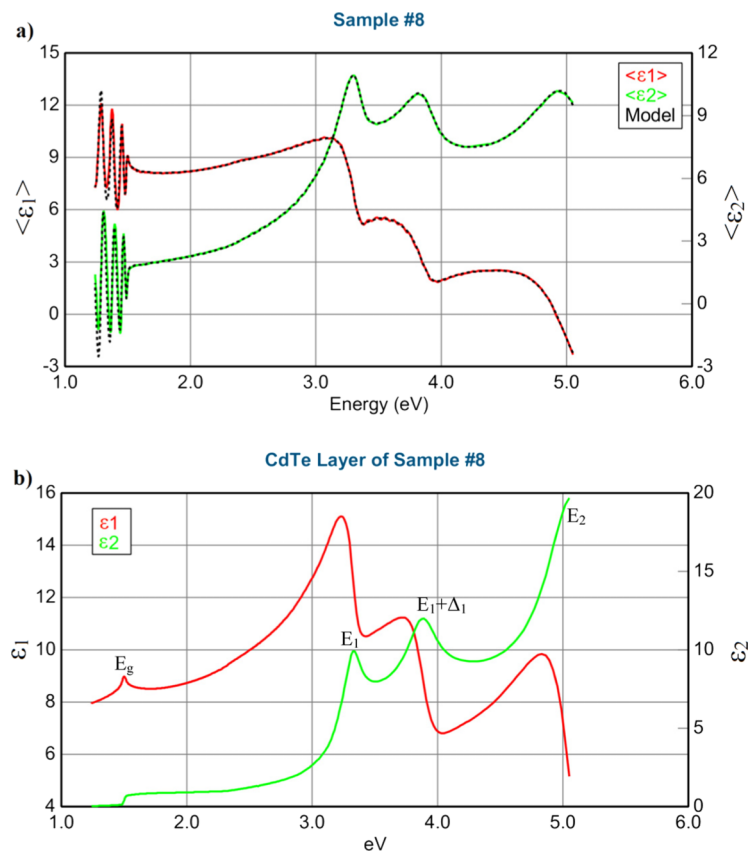 Sample #8
a)
15
12
9
6
3
0
-3
<ε1>
12
9
6
3
0
-3
<ε2>
<ε1>
<ε2>
Model
1.0 2.0 3.0 4.0 5.0 6.0
Energy (eV)
b)
CdTe Layer of Sample #8
16
14
12
10
8
6
4
ε1
20
15
10
5
0
ε2
ε1
ε2
Eg
E1
E1+Δ1
E2
1.0 2.0 3.0 4.0 5.0 6.0
eV